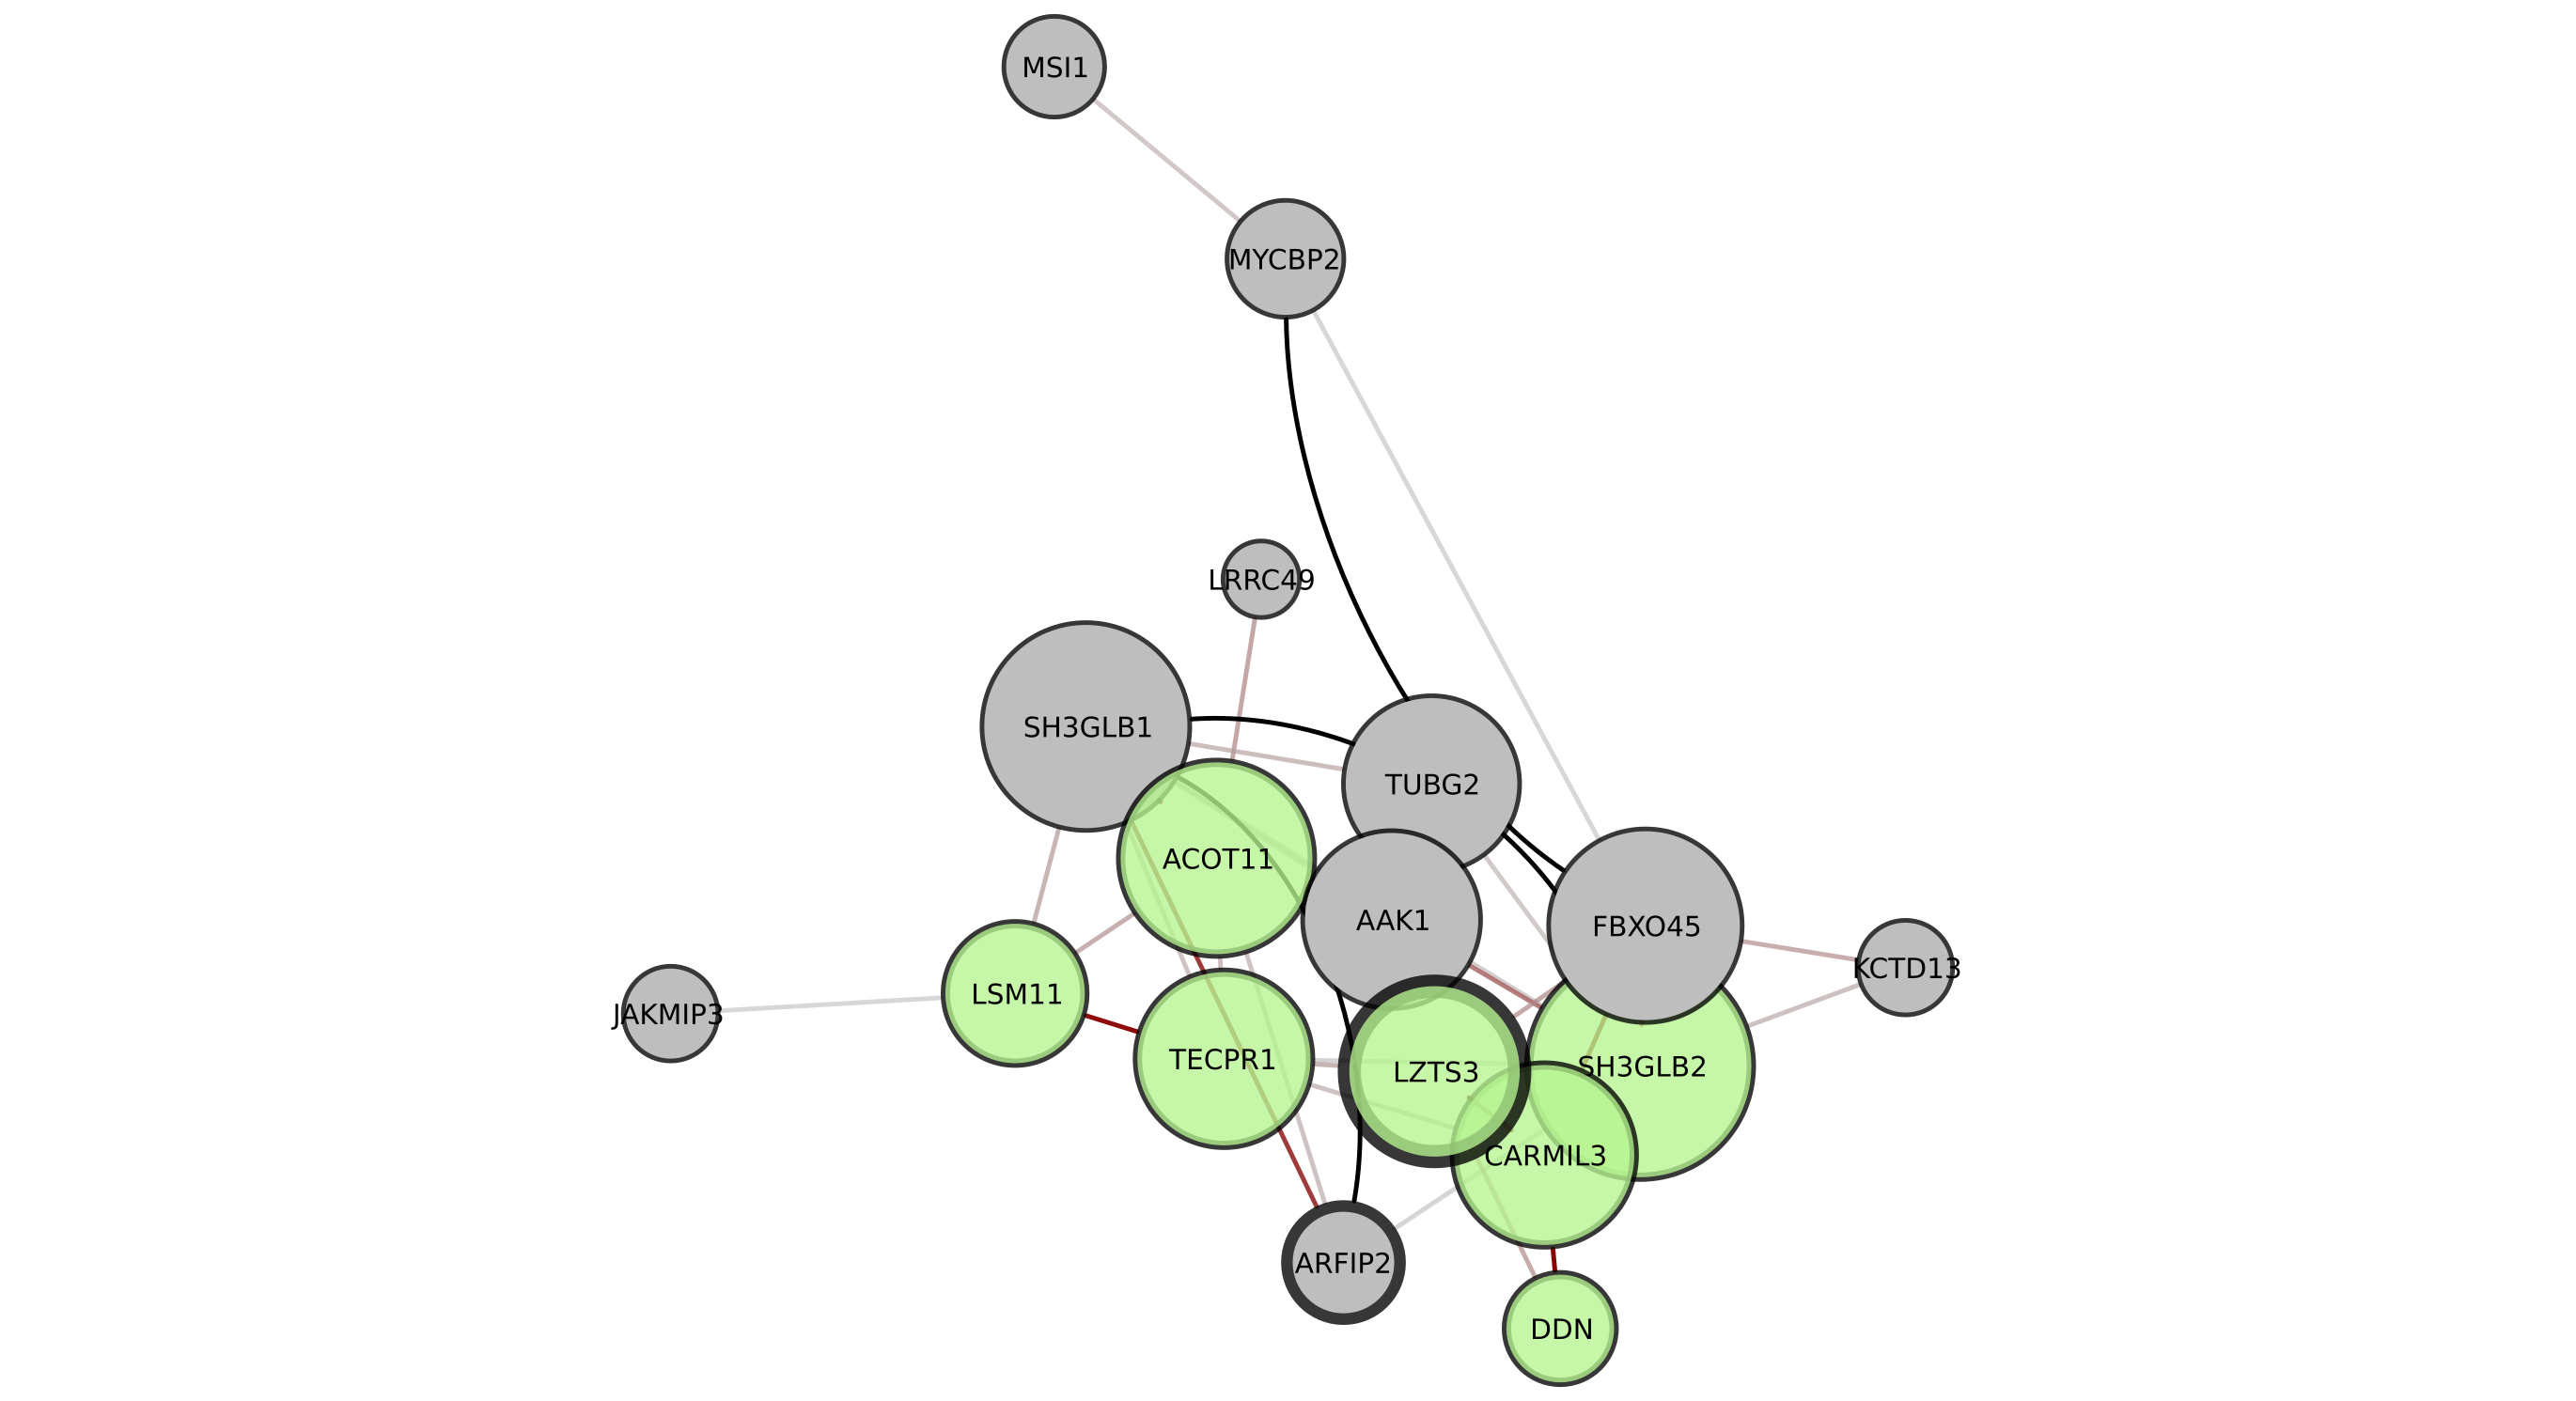 MSI1
MYCBP2
LRRC49
SH3GLB1
TUBG2
ACOT11
AAK1
FBXO45
KCTD13
LSM11
JAKMIP3
TECPR1
LZTS3
SH3GLB2
CARMIL3
ARFIP2
DDN